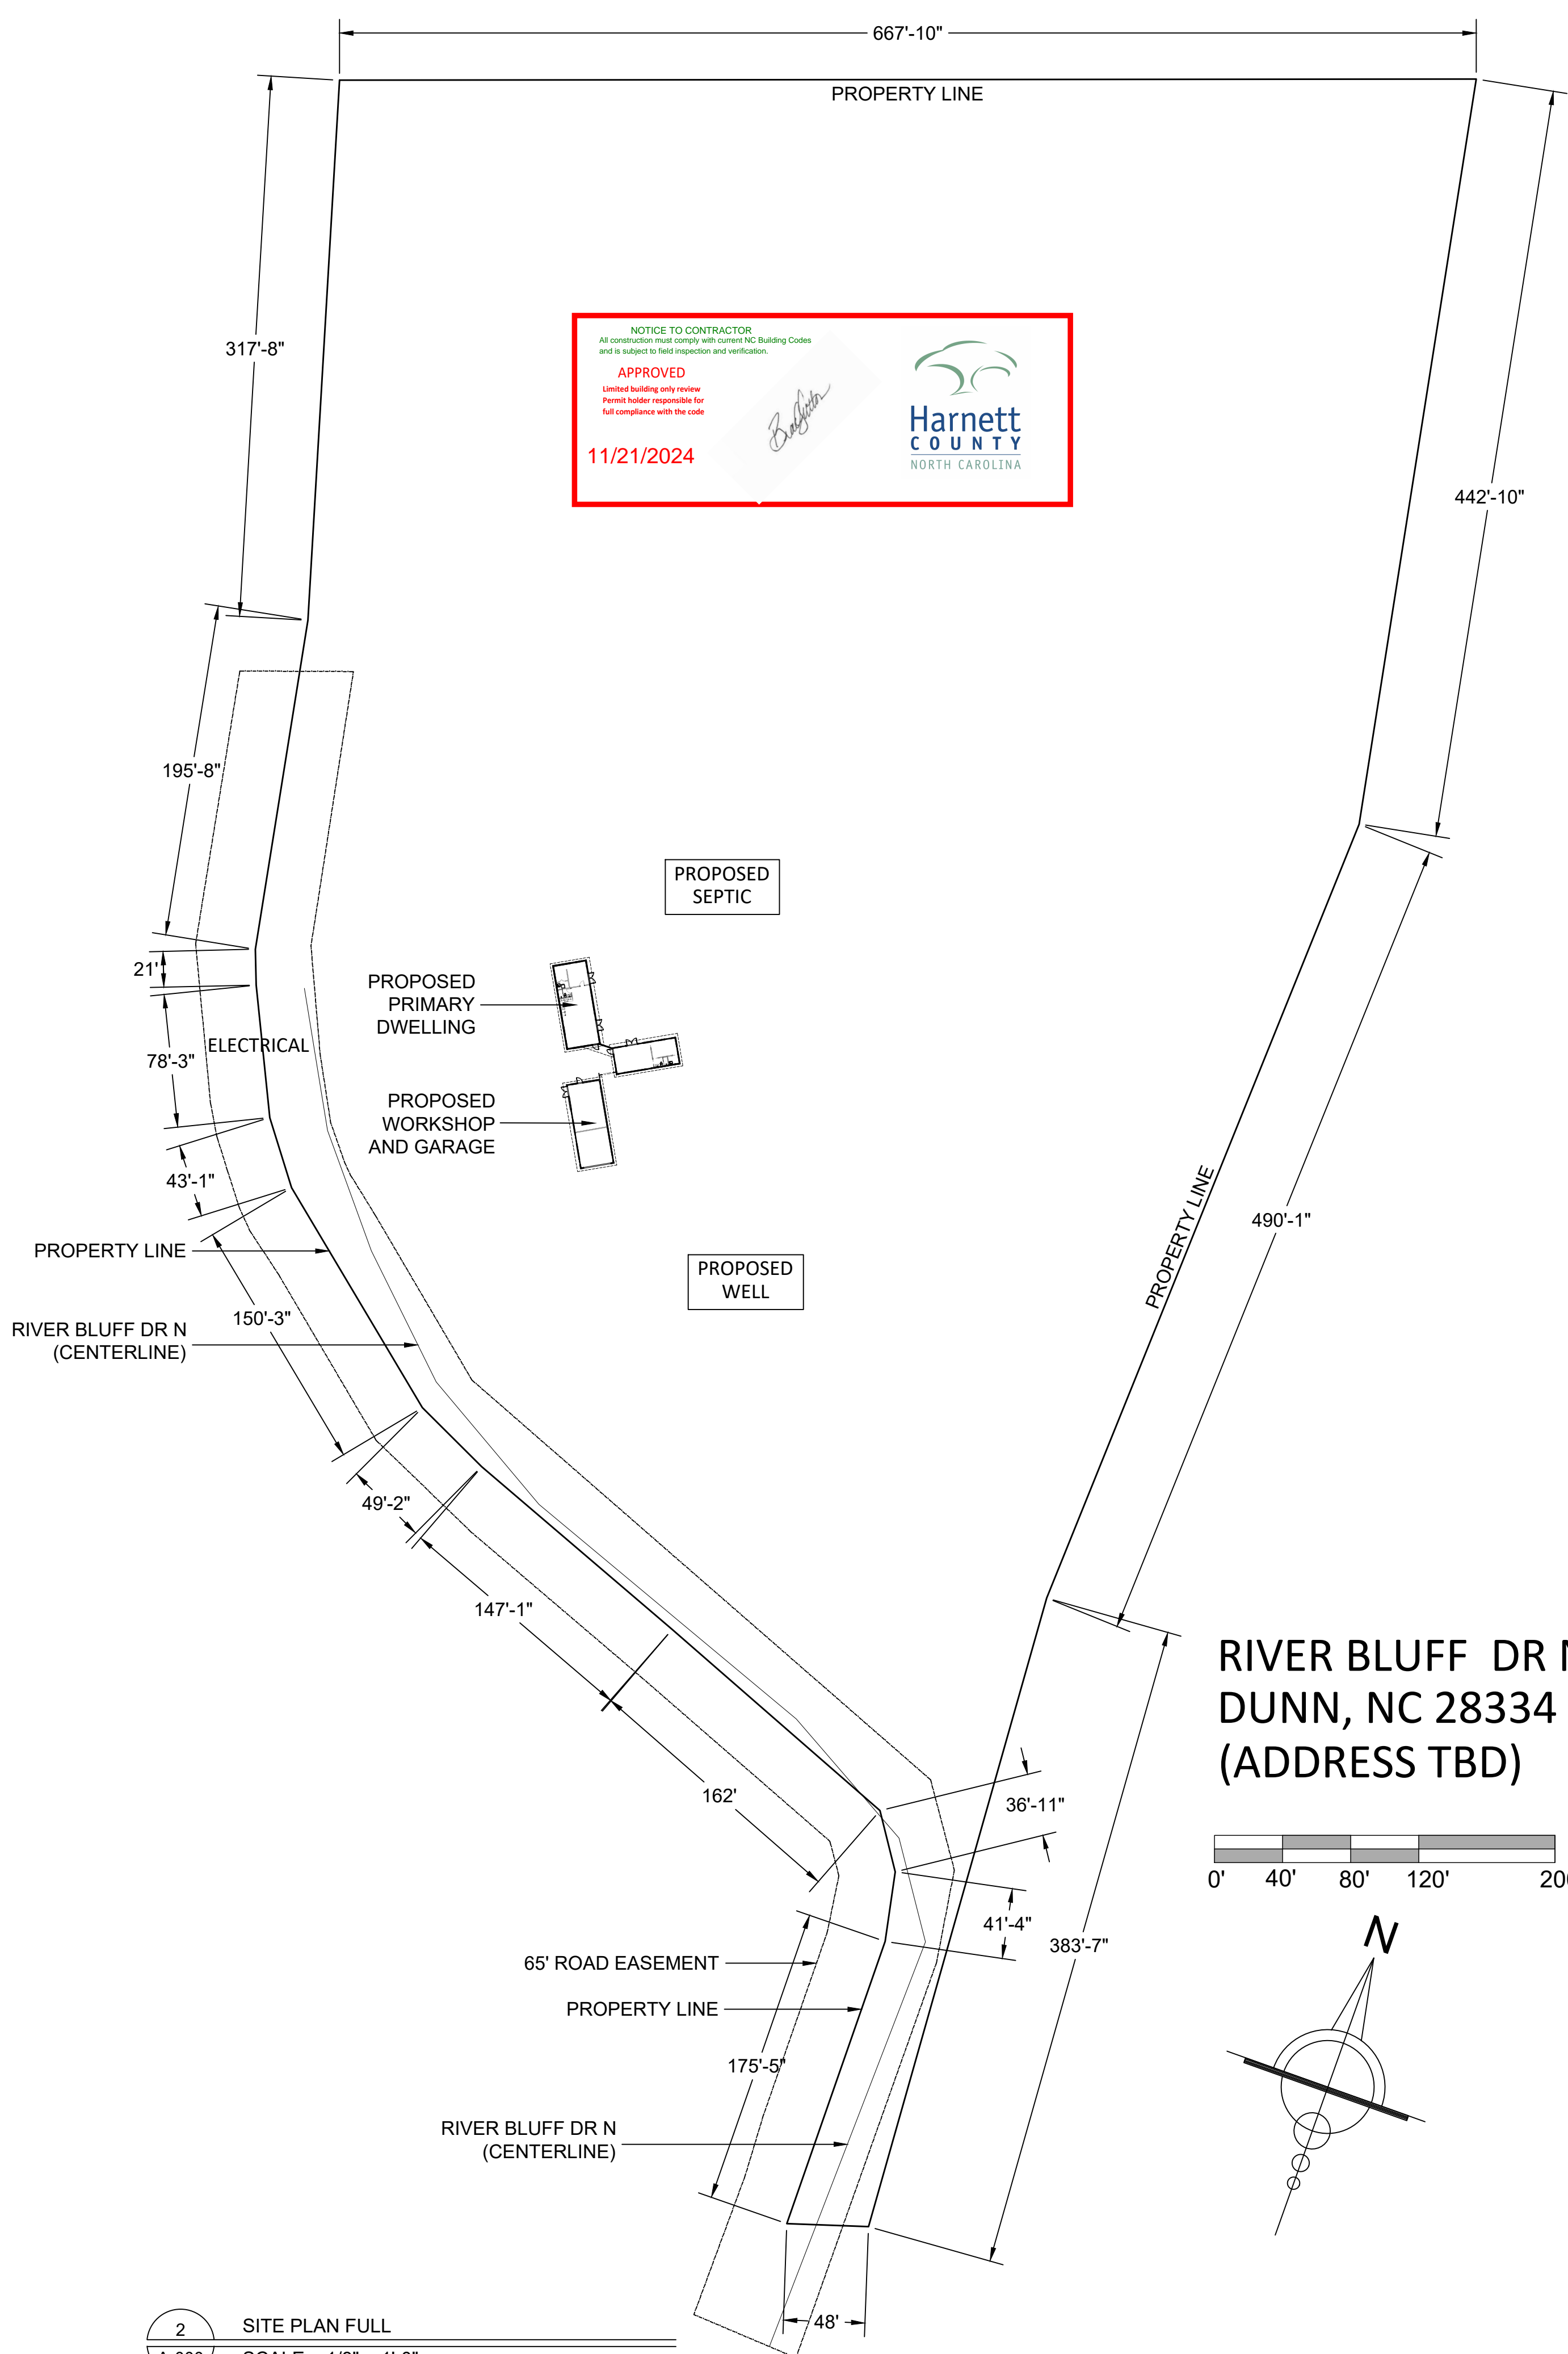 667'-10"
PROPERTY LINE
317'-8"
NOTICE TO CONTRACTOR
All construction must comply with current NC Building Codes
and is subject to field inspection and verification.
APPROVED
Limited building only review
Permit holder responsible for
full compliance with the code
11/21/2024
Harnett
COUNTY
NORTH CAROLINA
442'-10"
195'-8"
PROPOSED
SEPTIC
21'
PROPOSED
PRIMARY
DWELLING
78'-3"
ELECTRICAL
PROPOSED
WORKSHOP
AND GARAGE
43'-1"
PROPERTY LINE
490'-1"
PROPERTY LINE
PROPOSED
WELL
150'-3"
RIVER BLUFF DR N
(CENTERLINE)
49'-2"
147'-1"
RIVER BLUFF DR N
DUNN, NC 28334
(ADDRESS TBD)
162'
36'-11"
0' 40' 80' 120'
41'-4"
383'-7"
N
65' ROAD EASEMENT
PROPERTY LINE
175'-5"
RIVER BLUFF DR N
(CENTERLINE)
48'
2
SITE PLAN FULL